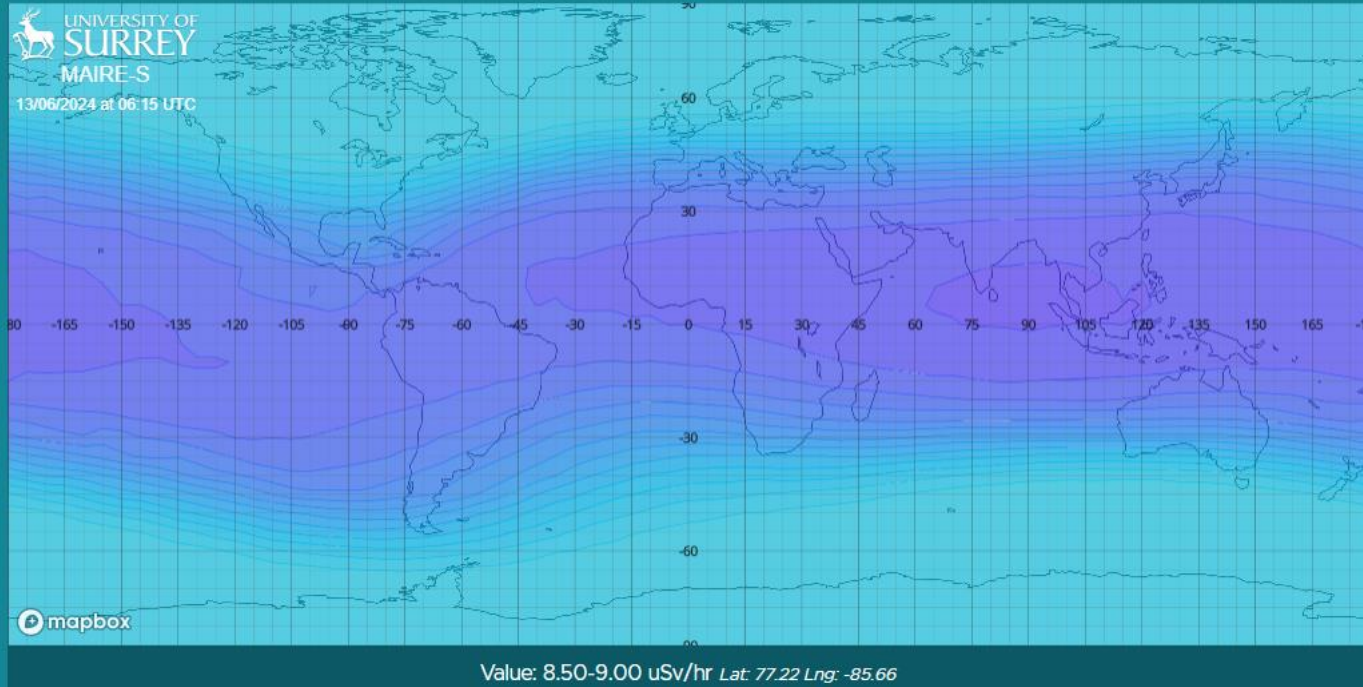 UNIVERSITY OF
SURREY
MAIRE-S
13/06/2024 at 06:15 UTC
90
60
30
80 -165 -150 -135 -120 -105 -90 -75 -60 -45 -30 -15 0 15 30 45 60 75 90 105 120 135 150 165
-30
-60
mapbox
Value: 8.50-9.00 uSv/hr Lat: 77.22 Lng: -85.66